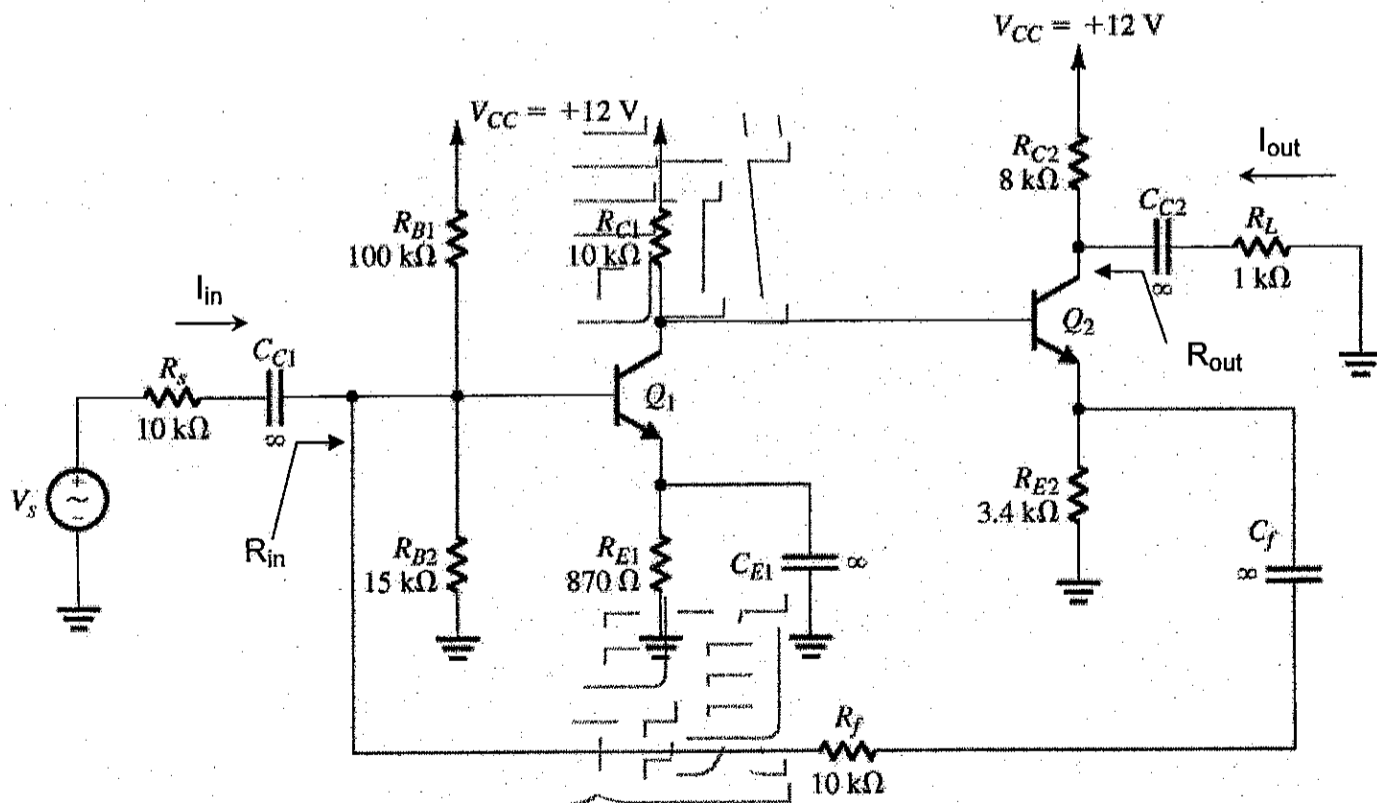 V_CC = +12 V
V_CC = +12 V
R_C2
8 kΩ
I_out
C_C2
∞
R_L
1 kΩ
R_B1
100 kΩ
R_C1
10 kΩ
I_in
C_C1
∞
R_s
10 kΩ
Q_1
Q_2
R_out
V_s
+
~
R_in
R_B2
15 kΩ
R_E1
870 Ω
C_E1
∞
R_E2
3.4 kΩ
C_f
∞
R_f
10 kΩ